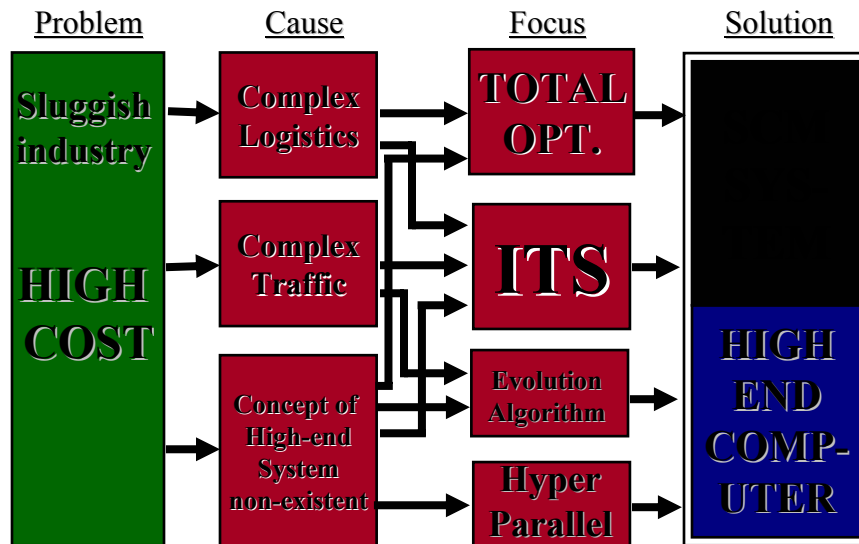 Problem
Cause
Focus
Solution
Sluggish
industry
HIGH
COST
Complex
Logistics
Complex
Traffic
Concept of
High-end
System
non-existent
TOTAL
OPT.
ITS
Evolution
Algorithm
Hyper
Parallel
HIGH
END
COMP-
UTER